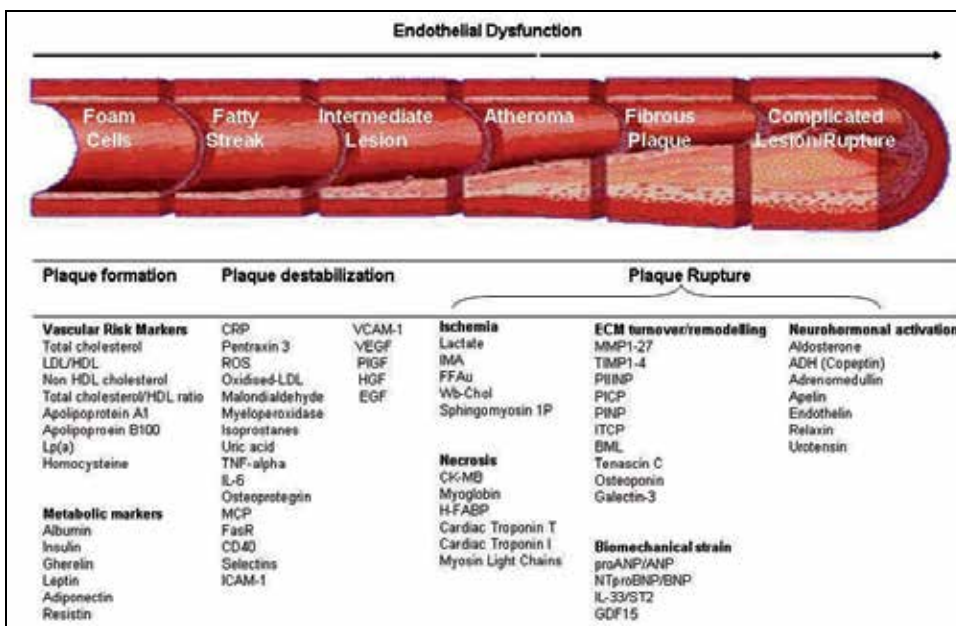 Endothelial Dysfunction
Foam
Cells
Fatty
Streak
Intermediate
Lesion
Atheroma
Fibrous
Plaque
Complicated
Lesion/Rupture
Plaque formation
Vascular Risk Markers
Total cholesterol
LDL/HDL
Non HDL cholesterol
Total cholesterol/HDL ratio
Apolipoprotein A1
Apolipoproein B100
Lp(a)
Homocysteine
Metabolic markers
Albumin
Insulin
Gherelin
Leptin
Adiponectin
Resistin
Plaque destabilization
CRP
Pentraxin 3
ROS
Oxidised-LDL
Malondialdehyde
Myeloperoxidase
Isoprostanes
Uric acid
TNF-alpha
IL-6
Osteoprotegrin
MCP
FasR
CD40
Selectins
ICAM-1
VCAM-1
VEGF
PlGF
HGF
EGF
Plaque Rupture
Ischemia
Lactate
IMA
FFAu
Wb-Chol
Sphingomyosin 1P
Necrosis
CK-MB
Myoglobin
H-FABP
Cardiac Troponin T
Cardiac Troponin I
Myosin Light Chains
ECM turnover/remodelling
MMP1-27
TIMP1-4
PIIINP
PICP
PINP
ITCP
BML
Tenascin C
Osteoponin
Galectin-3
Biomechanical strain
proANP/ANP
NTproBNP/BNP
IL-33/ST2
GDF15
Neurohormonal activation
Aldosterone
ADH (Copeptin)
Adrenomedullin
Apelin
Endothelin
Relaxin
Urotensin